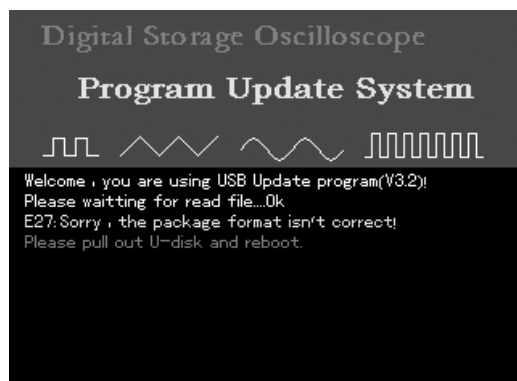 Digital Storage Oscilloscope
Program Update System
Welcome , you are using USB Update program(V3.2)!
Please waitting for read file....Ok
E27:Sorry , the package format isn't correct!
Please pull out U-disk and reboot.